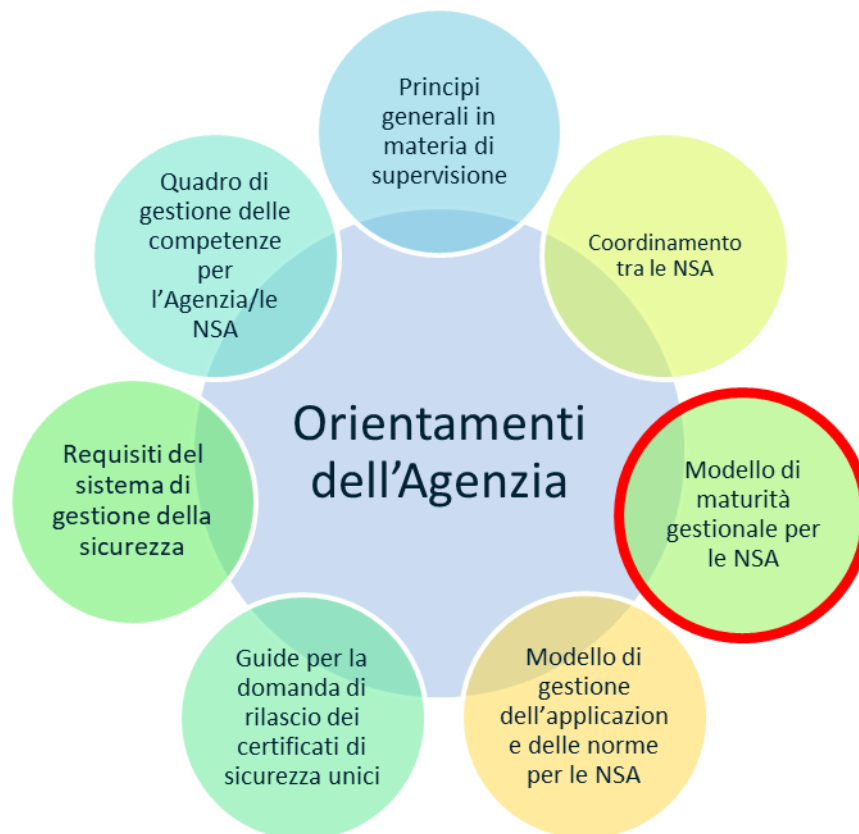 Principi
generali in
materia di
supervisione
Coordinamento
tra le NSA
Modello di
maturità
gestionale per
le NSA
Modello di
gestione
dell'applicazion
e delle norme
per le NSA
Guide per la
domanda di
rilascio dei
certificati di
sicurezza unici
Requisiti del
sistema di
gestione della
sicurezza
Quadro di
gestione delle
competenze
per
l'Agenzia/le
NSA
Orientamenti
dell'Agenzia